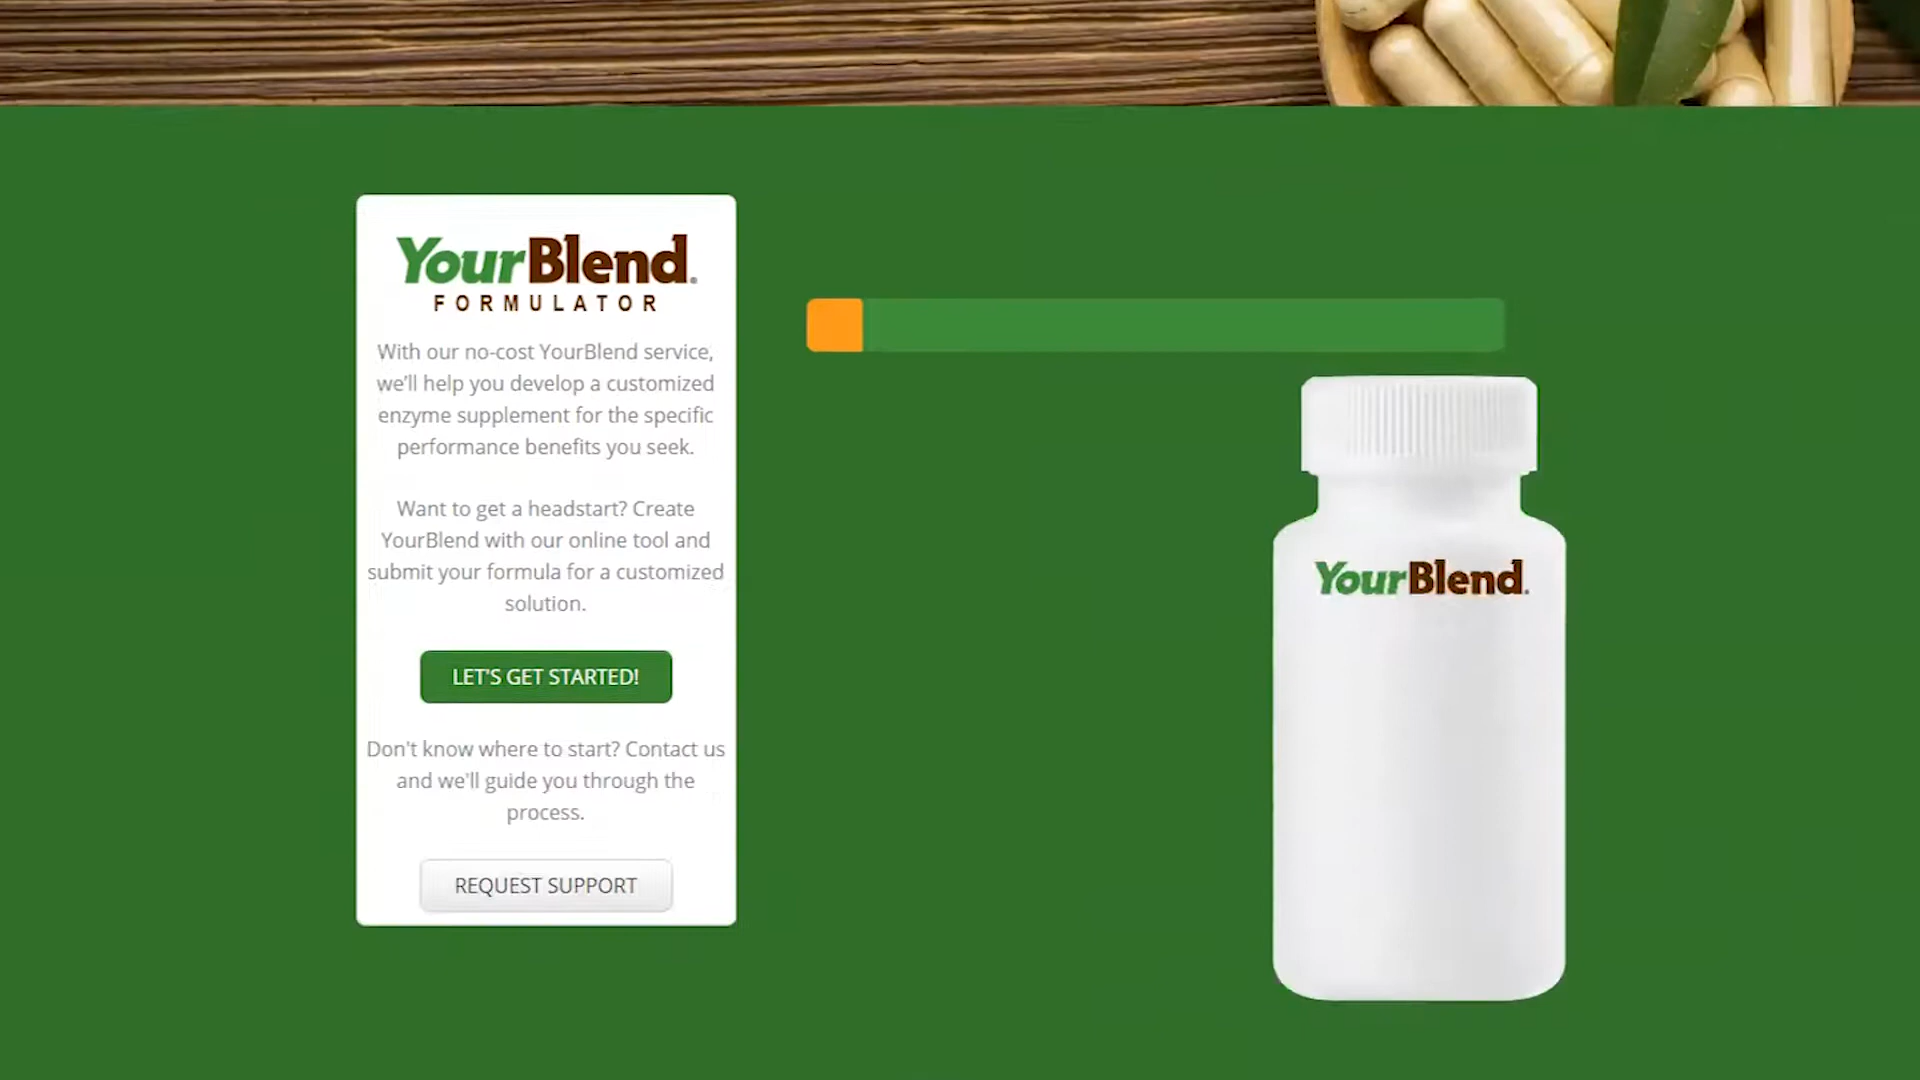 YourBlend®
FORMULATOR
With our no-cost YourBlend service,
we'll help you develop a customized
enzyme supplement for the specific
performance benefits you seek.
Want to get a headstart? Create
YourBlend with our online tool and
submit your formula for a customized
solution.
LET'S GET STARTED!
Don't know where to start? Contact us
and we'll guide you through the
process.
REQUEST SUPPORT
YourBlend®